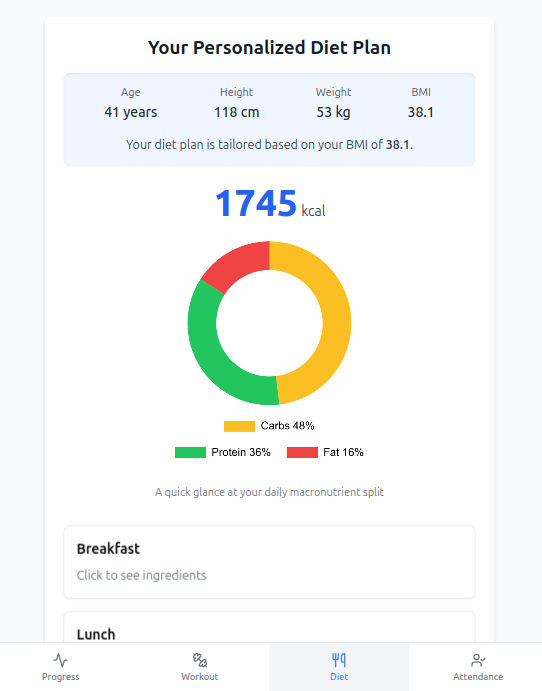 Your Personalized Diet Plan
Age Height Weight BMI
41 years 118 cm 53 kg 38.1
Your diet plan is tailored based on your BMI of 38.1.
1745 kcal
Carbs 48%
Protein 36% Fat 16%
A quick glance at your daily macronutrient split
Breakfast
Click to see ingredients
Lunch
Progress Workout Diet Attendance